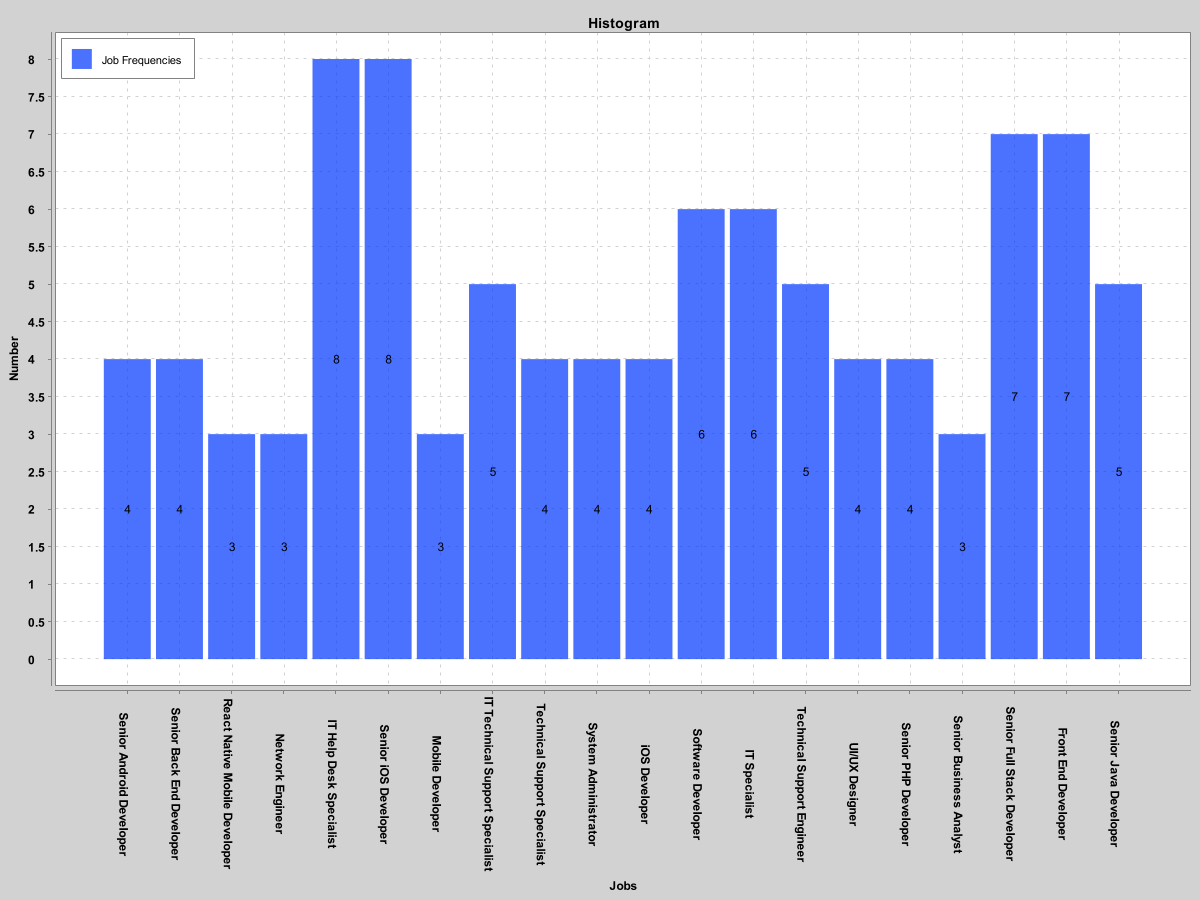 Histogram
Job Frequencies
Number
8
7.5
7
6.5
6
5.5
5
4.5
4
3.5
3
2.5
2
1.5
1
0.5
0
4
4
3
3
8
8
3
5
4
4
4
6
6
5
4
4
3
7
7
5
Senior Android Developer
Senior Back End Developer
React Native Mobile Developer
Network Engineer
IT Help Desk Specialist
Senior iOS Developer
Mobile Developer
IT Technical Support Specialist
Technical Support Specialist
System Administrator
iOS Developer
Software Developer
IT Specialist
Technical Support Engineer
UI/UX Designer
Senior PHP Developer
Senior Business Analyst
Senior Full Stack Developer
Front End Developer
Senior Java Developer
Jobs